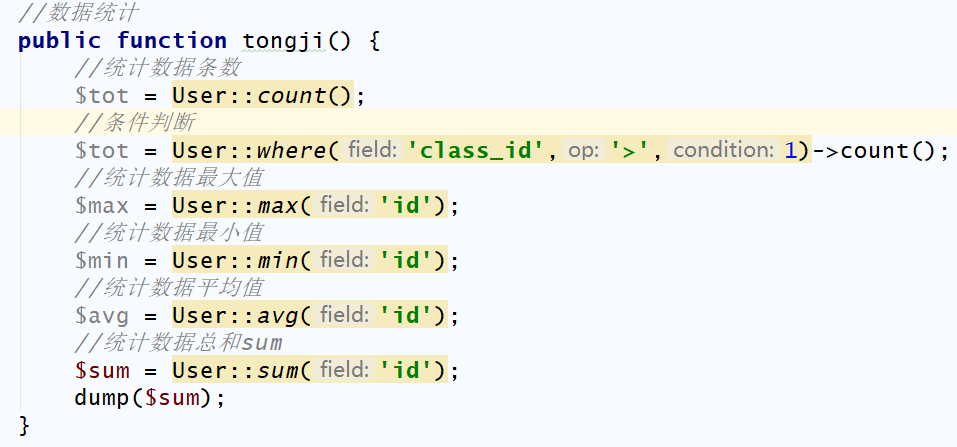 //数据统计
public function tongji() {
//统计数据条数
$tot = User::count();
//条件判断
$tot = User::where( field: 'class_id', op: '>', condition: 1)->count();
//统计数据最大值
$max = User::max( field: 'id');
//统计数据最小值
$min = User::min( field: 'id');
//统计数据平均值
$avg = User::avg( field: 'id');
//统计数据总和sum
$sum = User::sum( field: 'id');
dump($sum);
}